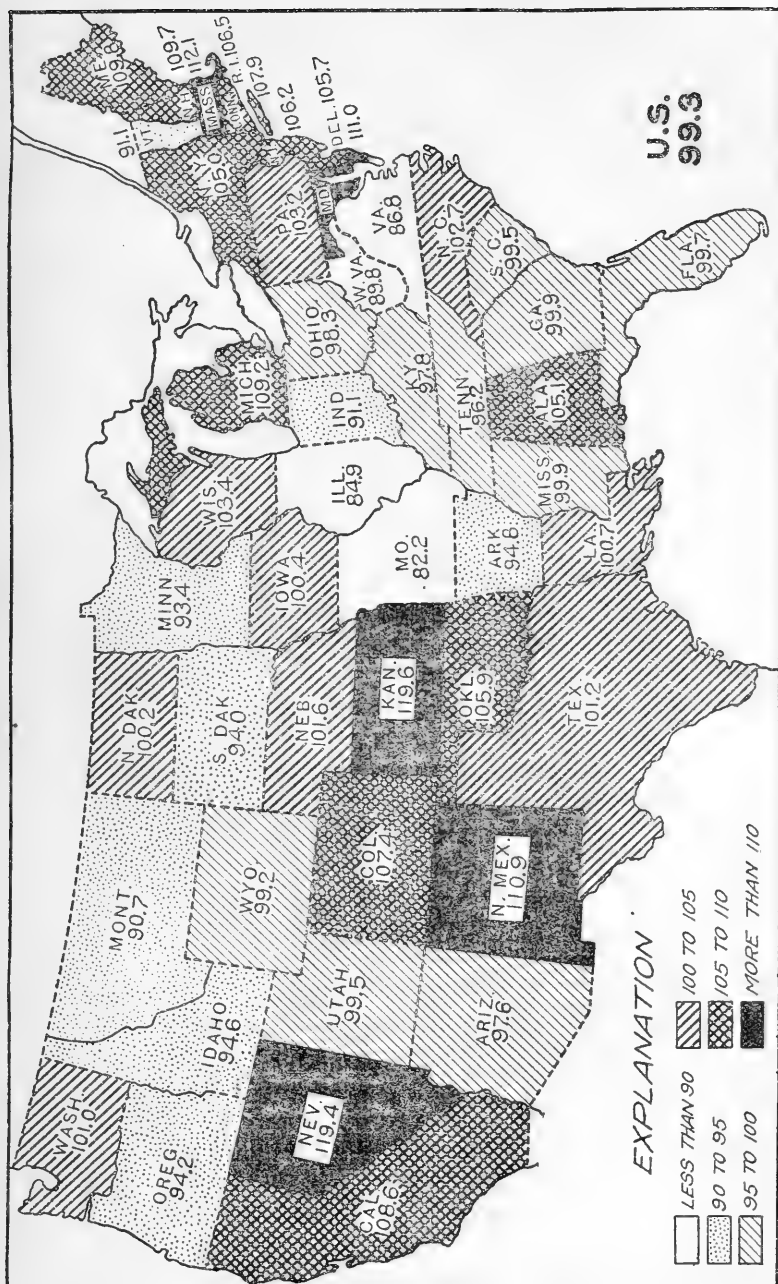 WASH
101.0
OREG
94.2
CAL.
108.6
NEV.
119.4
IDAHO
94.6
MONT
90.7
WYO.
99.2
UTAH
99.5
ARIZ
97.6
COL.
107.4
N. MEX.
110.9
N. DAK
100.2
S. DAK
94.0
NEB
101.6
KAN.
119.6
OKL.
105.9
TEX.
101.2
MINN
93.4
IOWA
100.4
MO.
82.2
ARK
94.8
LA.
100.7
WIS.
103.4
ILL
84.9
MICH.
109.2
IND
91.1
OHIO
98.3
KY.
97.8
TENN
96.2
MISS.
99.9
ALA.
105.1
GA.
99.9
FLA.
99.7
S. C.
99.5
N. C.
102.7
VA.
86.8
W. VA.
89.8
PA.
103.2
N. Y.
105.0
91.1
VT.
ME.
109.8
109.7
112.1
MASS.
R. I. 106.5
107.9
106.2
DEL. 105.7
111.0
MD.
U.S.
99.3
EXPLANATION
LESS THAN 90
90 TO 95
95 TO 100
100 TO 105
105 TO 110
MORE THAN 110